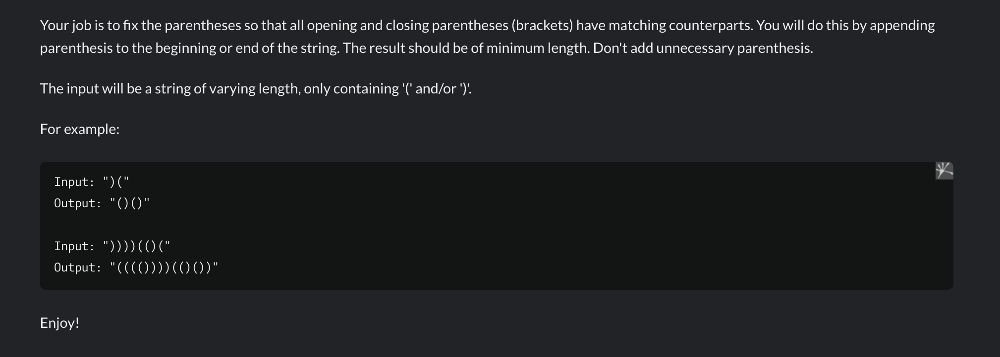 Your job is to fix the parentheses so that all opening and closing parentheses (brackets) have matching counterparts. You will do this by appending
parenthesis to the beginning or end of the string. The result should be of minimum length. Don't add unnecessary parenthesis.
The input will be a string of varying length, only containing '(' and/or ')'.
For example:
Input: ")("
Output: "()()"
Input: "))))(()("
Output: "(((())))(()())"
Enjoy!